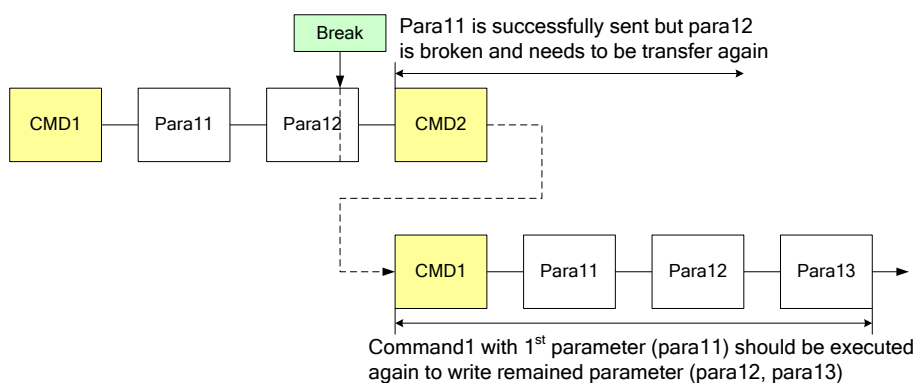 Break
Para11 is successfully sent but para12
is broken and needs to be transfer again
CMD1
Para11
Para12
CMD2
CMD1
Para11
Para12
Para13
Command1 with 1st parameter (para11) should be executed
again to write remained parameter (para12, para13)